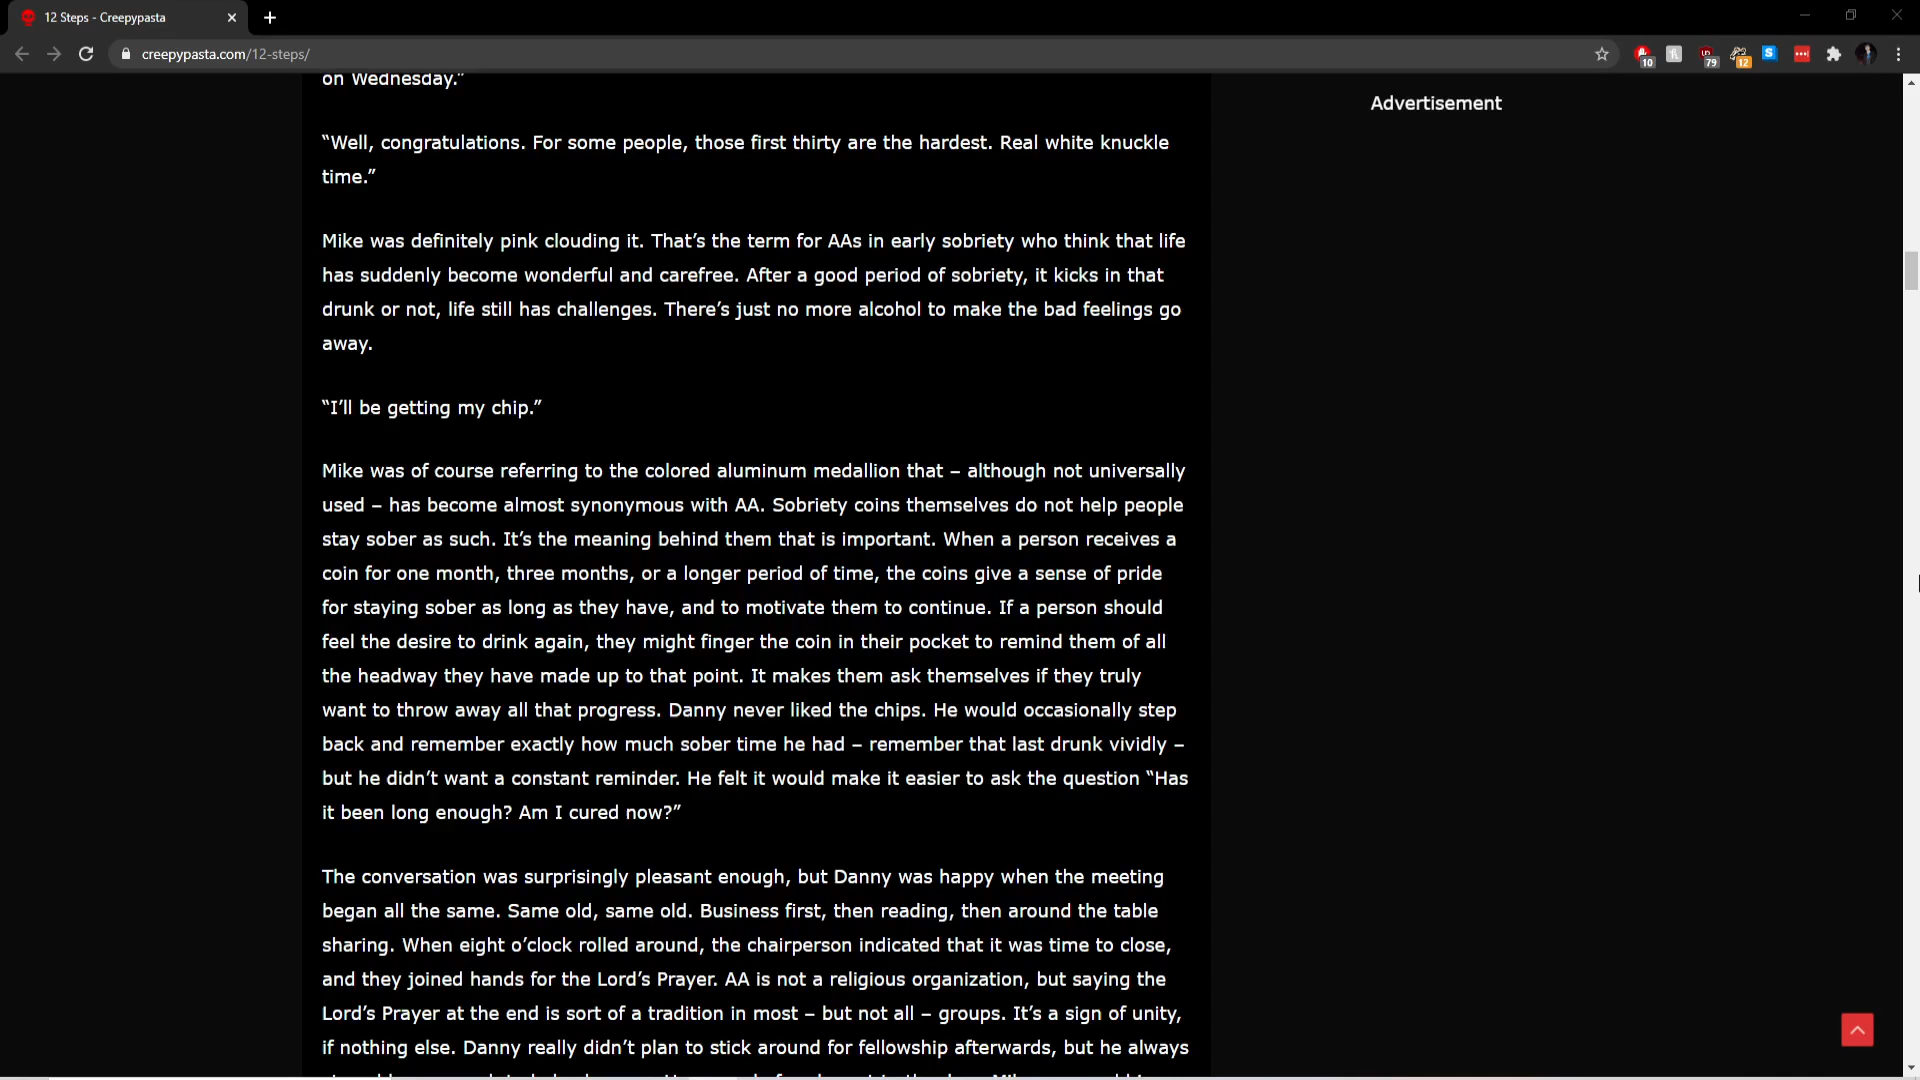 12 Steps - Creepypasta
creepypasta.com/12-steps/
10
79
12
on Wednesday.”
Advertisement
“Well, congratulations. For some people, those first thirty are the hardest. Real white knuckle
time.”
Mike was definitely pink clouding it. That’s the term for AAs in early sobriety who think that life
has suddenly become wonderful and carefree. After a good period of sobriety, it kicks in that
drunk or not, life still has challenges. There’s just no more alcohol to make the bad feelings go
away.
“I’ll be getting my chip.”
Mike was of course referring to the colored aluminum medallion that – although not universally
used – has become almost synonymous with AA. Sobriety coins themselves do not help people
stay sober as such. It’s the meaning behind them that is important. When a person receives a
coin for one month, three months, or a longer period of time, the coins give a sense of pride
for staying sober as long as they have, and to motivate them to continue. If a person should
feel the desire to drink again, they might finger the coin in their pocket to remind them of all
the headway they have made up to that point. It makes them ask themselves if they truly
want to throw away all that progress. Danny never liked the chips. He would occasionally step
back and remember exactly how much sober time he had – remember that last drunk vividly –
but he didn’t want a constant reminder. He felt it would make it easier to ask the question “Has
it been long enough? Am I cured now?”
The conversation was surprisingly pleasant enough, but Danny was happy when the meeting
began all the same. Same old, same old. Business first, then reading, then around the table
sharing. When eight o’clock rolled around, the chairperson indicated that it was time to close,
and they joined hands for the Lord’s Prayer. AA is not a religious organization, but saying the
Lord’s Prayer at the end is sort of a tradition in most – but not all – groups. It’s a sign of unity,
if nothing else. Danny really didn’t plan to stick around for fellowship afterwards, but he always